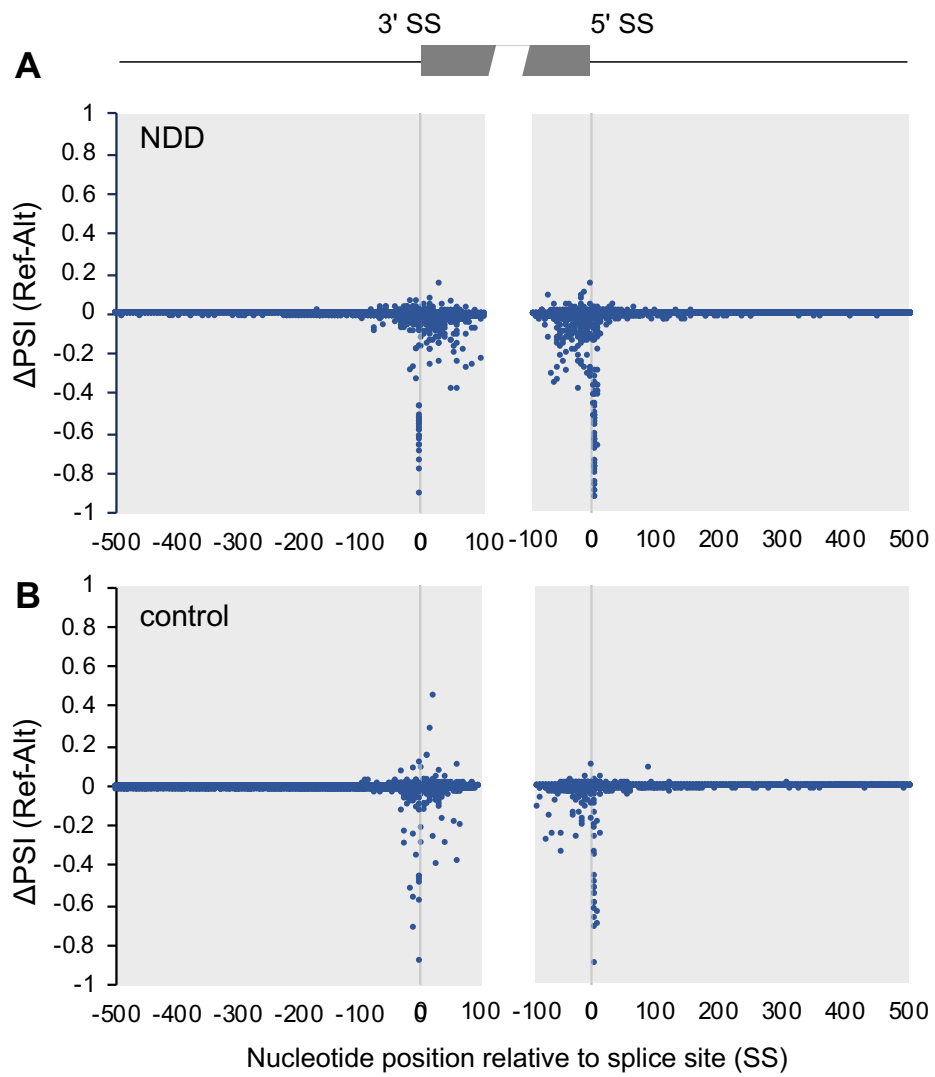 3' SS 5' SS
A
NDD
1
0.8
0.6
0.4
0.2
0
-0.2
-0.4
-0.6
-0.8
-1
ΔPSI (Ref-Alt)
-500 -400 -300 -200 -100 0 100 -100 0 100 200 300 400 500
B
control
1
0.8
0.6
0.4
0.2
0
-0.2
-0.4
-0.6
-0.8
-1
ΔPSI (Ref-Alt)
-500 -400 -300 -200 -100 0 100 -100 0 100 200 300 400 500
Nucleotide position relative to splice site (SS)